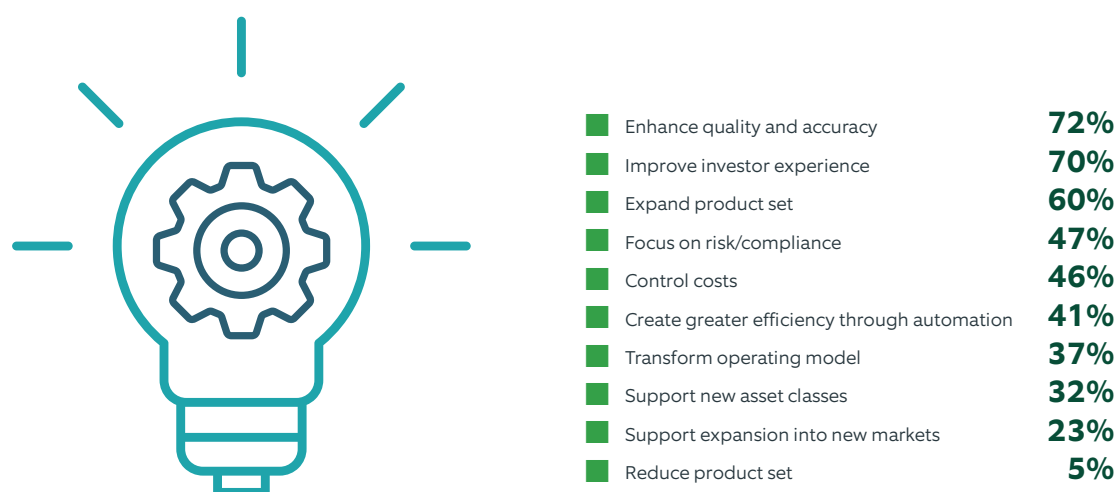 Enhance quality and accuracy 72%
Improve investor experience 70%
Expand product set 60%
Focus on risk/compliance 47%
Control costs 46%
Create greater efficiency through automation 41%
Transform operating model 37%
Support new asset classes 32%
Support expansion into new markets 23%
Reduce product set 5%